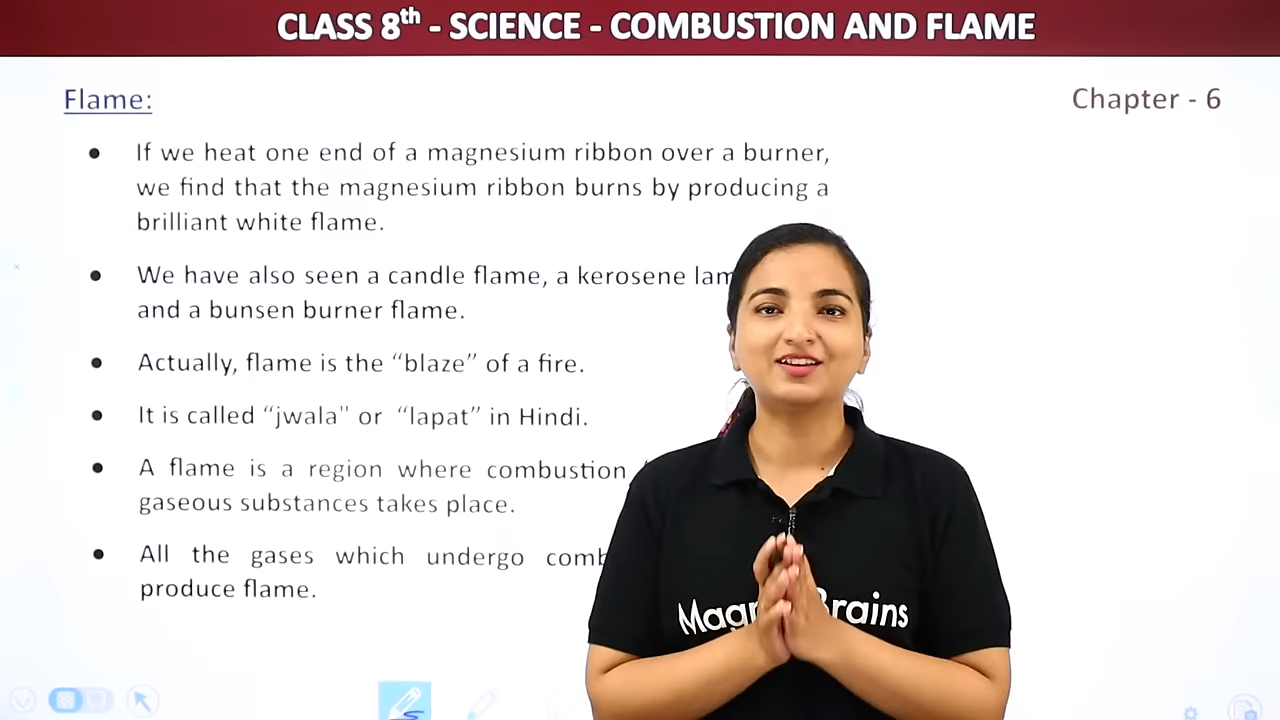 CLASS 8th - SCIENCE - COMBUSTION AND FLAME
Flame:
Chapter - 6
• If we heat one end of a magnesium ribbon over a burner,
we find that the magnesium ribbon burns by producing a
brilliant white flame.
• We have also seen a candle flame, a kerosene
and a bunsen burner flame.
• Actually, flame is the “blaze” of a fire.
• It is called “jwala" or “lapat” in Hindi.
• A flame is a region where combustion
gaseous substances takes place.
• All the gases which undergo
produce flame.